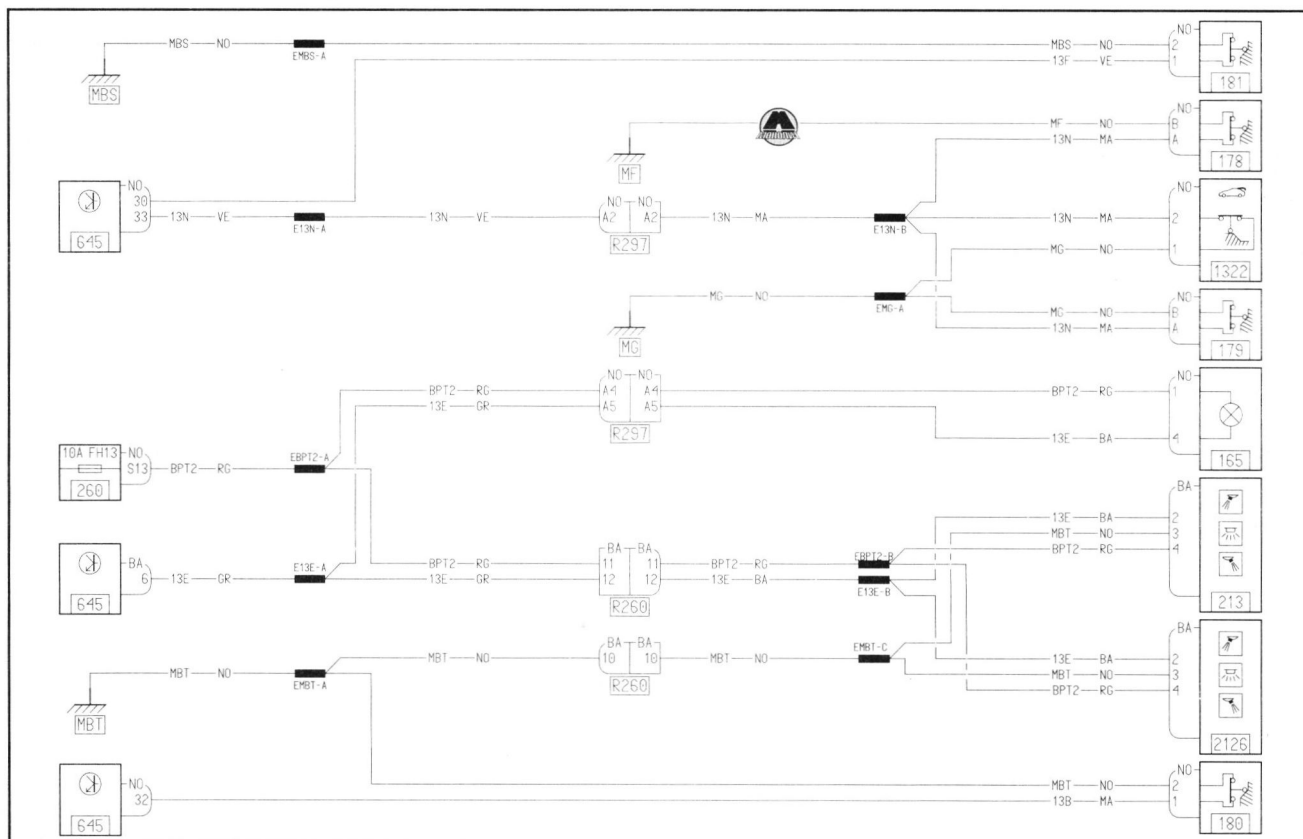 MBS NO EMBS-A MBS NO NO 2
13F VE 1
MBS 181
MF NO NO B
13N MA A
MF 178
NO 30
33 13N VE E13N-A 13N VE NO A2 NO A2 13N MA E13N-B 13N MA NO 2
645 R297 MG NO 1
1322
MG NO EMG-A MG NO NO B
13N MA A
MG 179
BPT2 RG NO A4 NO A4 BPT2 RG NO 1
13E GR A5 A5 13E BA 4
R297 165
10A FH13 NO
S13 BPT2 RG EBPT2-A
260
BA 13E BA 2
MBT NO 3
BPT2 RG 4
213
BA BPT2 RG BA 11 BA 11 BPT2 RG EBPT2-B
6 13E GR E13E-A 13E GR 12 12 13E BA E13E-B
645 R260
MBT NO BA 10 BA 10 MBT NO EMBT-C
R260
BA 13E BA 2
MBT NO 3
BPT2 RG 4
2126
MBT NO EMBT-A
MBT
NO MBT NO NO 2
32 13B MA 1
645 180